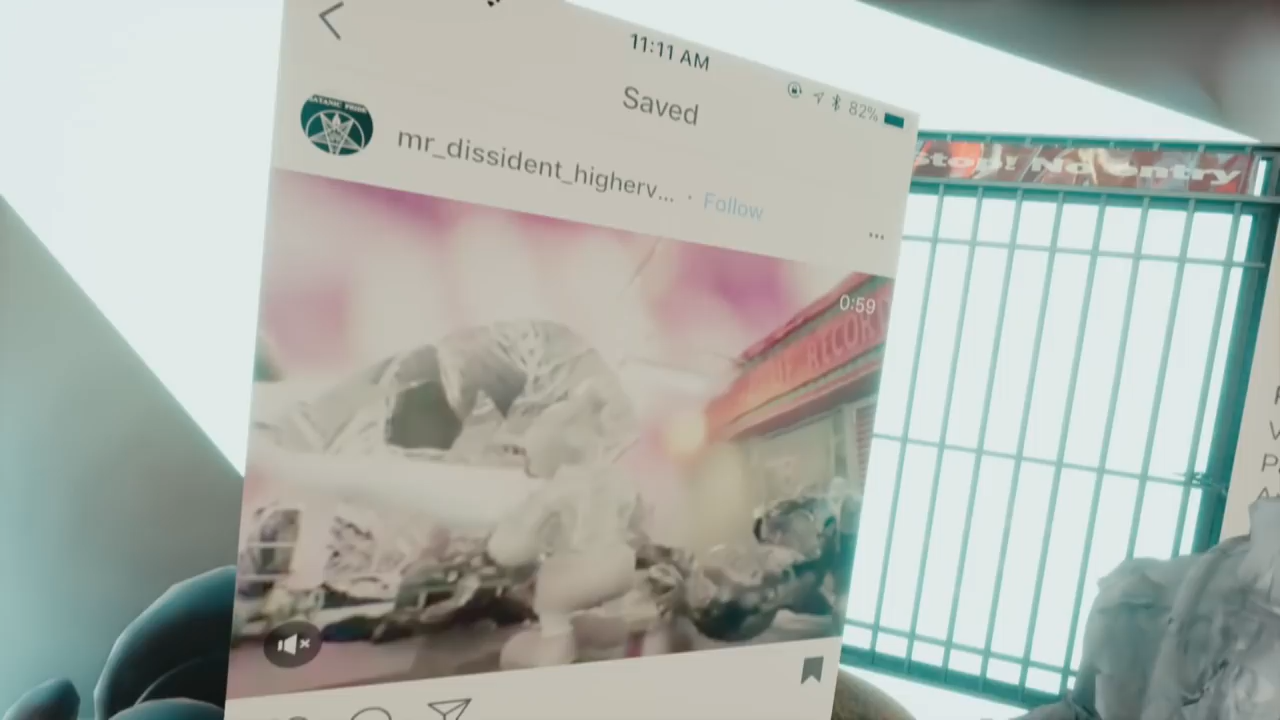 11:11 AM
82%
Saved
mr_dissident_higherv... · Follow
...
0:59
Stop! No entry